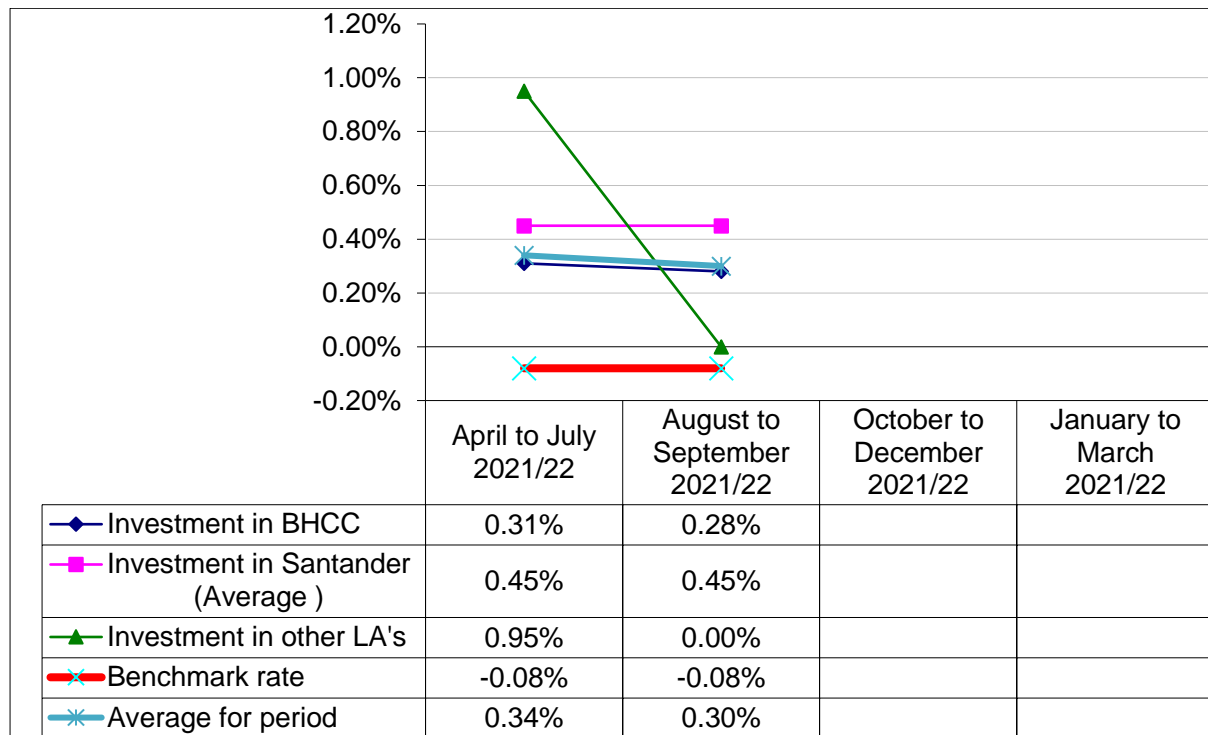 1.20%
1.00%
0.80%
0.60%
0.40%
0.20%
0.00%
-0.20%
April to July
2021/22
August to
September
2021/22
October to
December
2021/22
January to
March
2021/22
Investment in BHCC 0.31% 0.28%
Investment in Santander
(Average ) 0.45% 0.45%
Investment in other LA's 0.95% 0.00%
Benchmark rate -0.08% -0.08%
Average for period 0.34% 0.30%